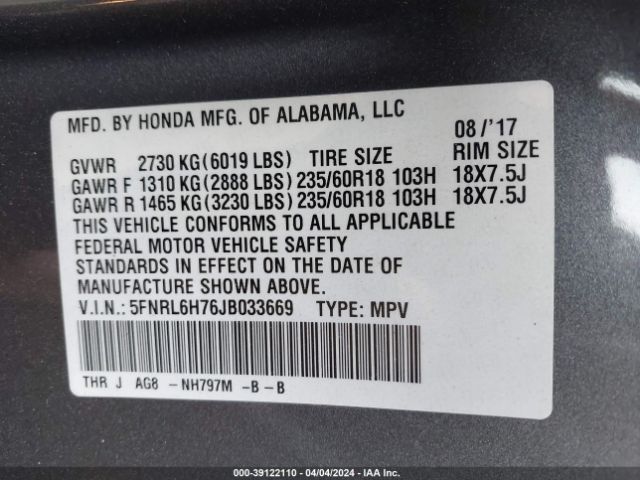 MFD. BY HONDA MFG. OF ALABAMA, LLC
08/'17
GVWR 2730 KG(6019 LBS) TIRE SIZE RIM SIZE
GAWR F 1310 KG(2888 LBS)235/60R18 103H 18X7.5J
GAWR R 1465 KG(3230 LBS)235/60R18 103H 18X7.5J
THIS VEHICLE CONFORMS TO ALL APPLICABLE
FEDERAL MOTOR VEHICLE SAFETY
STANDARDS IN EFFECT ON THE DATE OF
MANUFACTURE SHOWN ABOVE.
V.I.N.: 5FNRL6H76JB033669 TYPE: MPV
THR J AG8 -NH797M -B-B
000-39122110 - 04/04/2024 - IAA Inc.